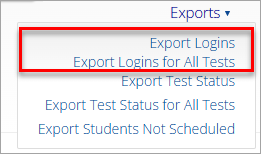 Exports ▾
Export Logins
Export Logins for All Tests
Export Test Status
Export Test Status for All Tests
Export Students Not Scheduled